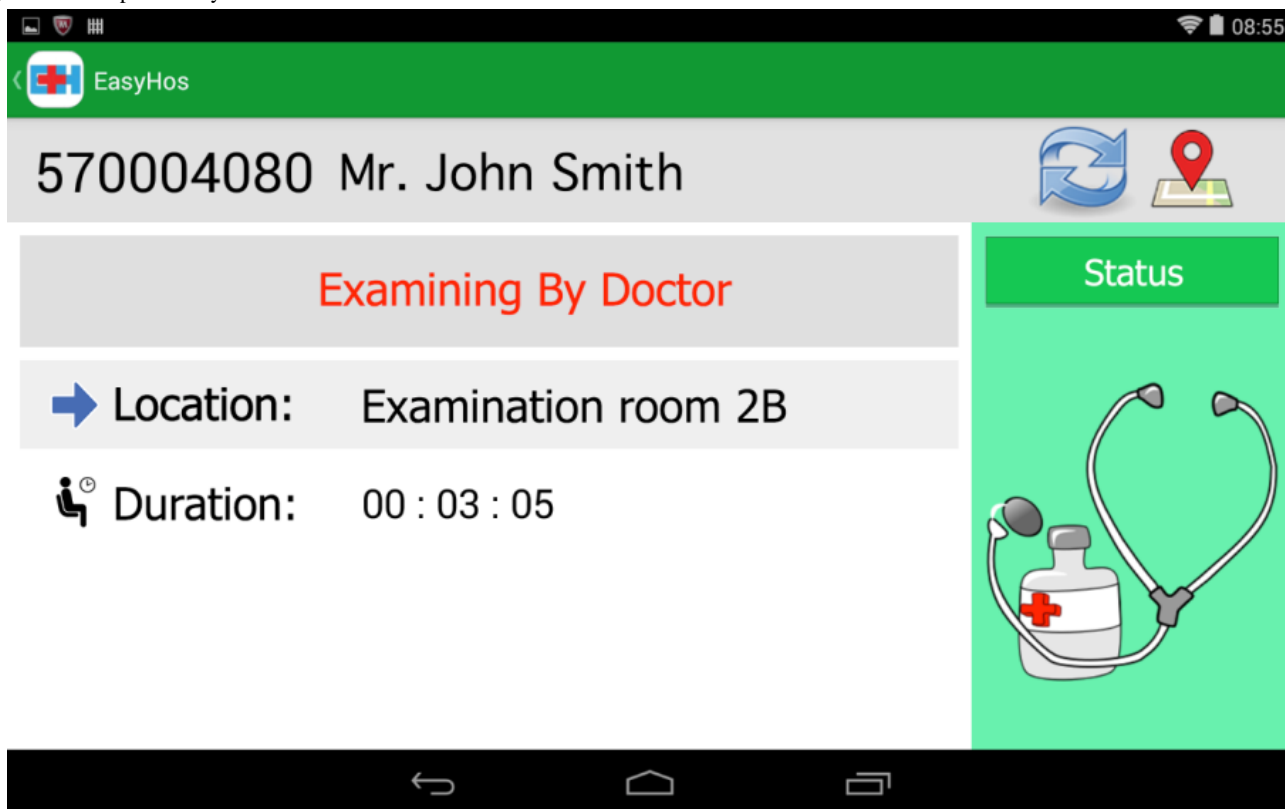 08:55
EasyHos
570004080 Mr. John Smith
Examining By Doctor
Status
Location: Examination room 2B
Duration: 00 : 03 : 05